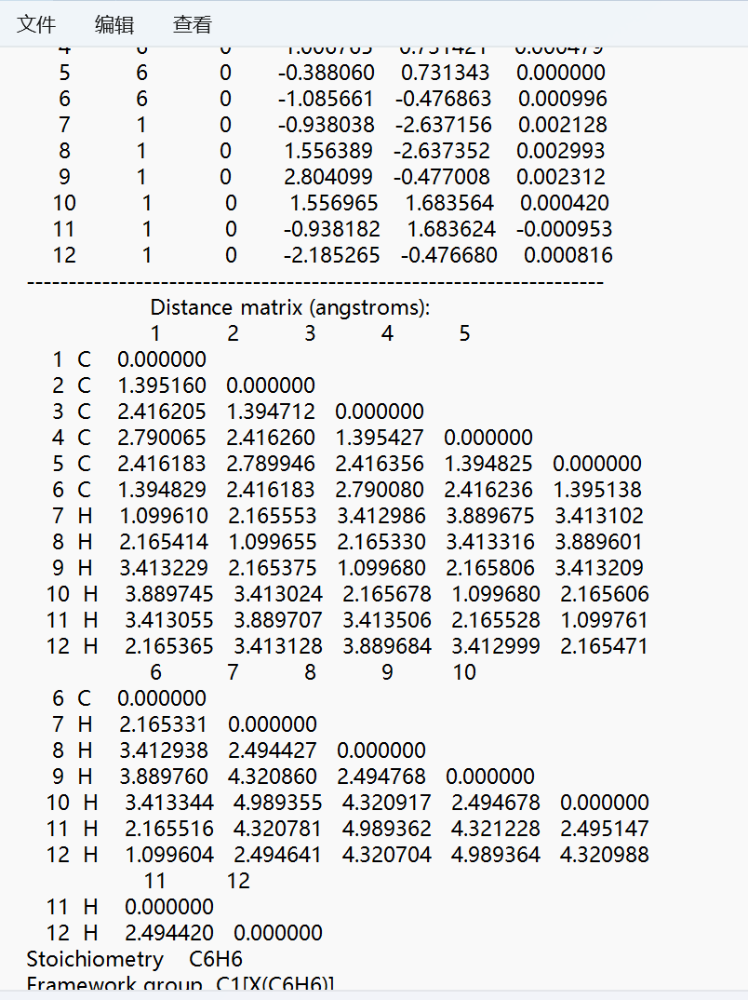 文件 编辑 查看
4 6 0 1.006765 0.731421 0.000479
5 6 0 -0.388060 0.731343 0.000000
6 6 0 -1.085661 -0.476863 0.000996
7 1 0 -0.938038 -2.637156 0.002128
8 1 0 1.556389 -2.637352 0.002993
9 1 0 2.804099 -0.477008 0.002312
10 1 0 1.556965 1.683564 0.000420
11 1 0 -0.938182 1.683624 -0.000953
12 1 0 -2.185265 -0.476680 0.000816
---------------------------------------------------------------------
Distance matrix (angstroms):
1 2 3 4 5
1 C 0.000000
2 C 1.395160 0.000000
3 C 2.416205 1.394712 0.000000
4 C 2.790065 2.416260 1.395427 0.000000
5 C 2.416183 2.789946 2.416356 1.394825 0.000000
6 C 1.394829 2.416183 2.790080 2.416236 1.395138
7 H 1.099610 2.165553 3.412986 3.889675 3.413102
8 H 2.165414 1.099655 2.165330 3.413316 3.889601
9 H 3.413229 2.165375 1.099680 2.165806 3.413209
10 H 3.889745 3.413024 2.165678 1.099680 2.165606
11 H 3.413055 3.889707 3.413506 2.165528 1.099761
12 H 2.165365 3.413128 3.889684 3.412999 2.165471
6 7 8 9 10
6 C 0.000000
7 H 2.165331 0.000000
8 H 3.412938 2.494427 0.000000
9 H 3.889760 4.320860 2.494768 0.000000
10 H 3.413344 4.989355 4.320917 2.494678 0.000000
11 H 2.165516 4.320781 4.989362 4.321228 2.495147
12 H 1.099604 2.494641 4.320704 4.989364 4.320988
11 12
11 H 0.000000
12 H 2.494420 0.000000
Stoichiometry C6H6
Framework group C1[X(C6H6)]